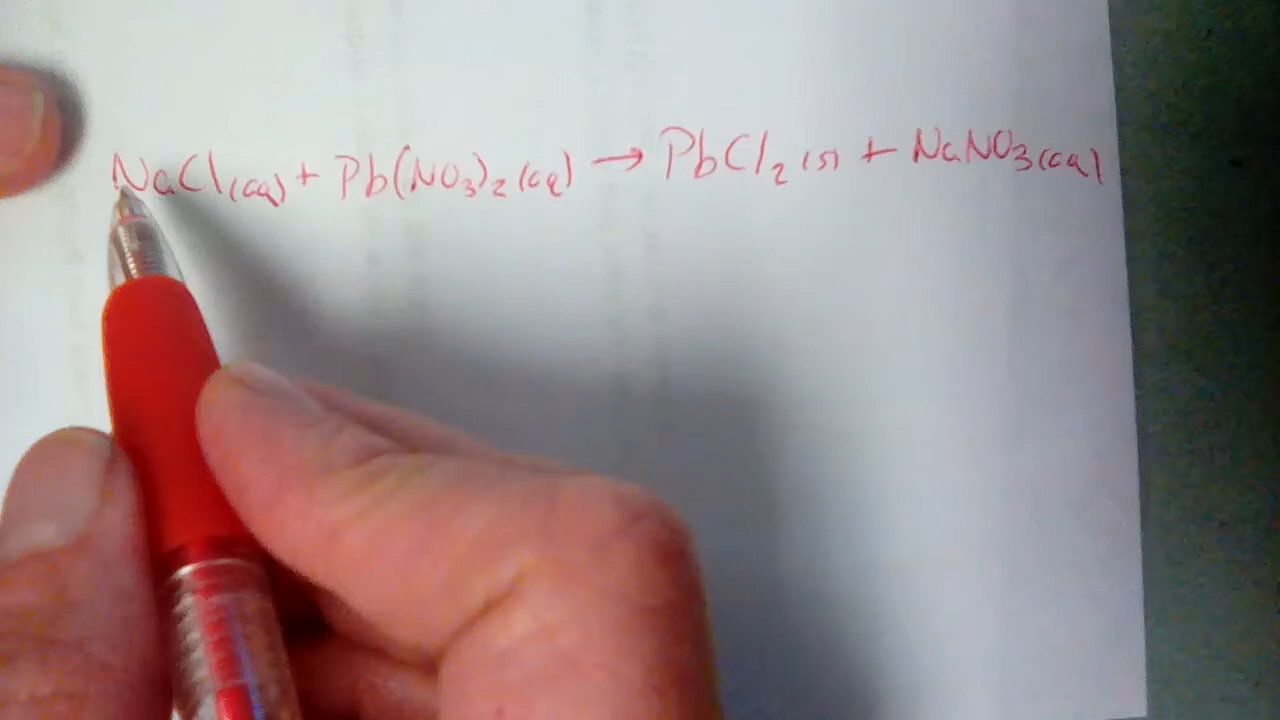 NaCl(aq) + Pb(NO₃)₂(aq) → PbCl₂(s) + NaNO₃(aq)